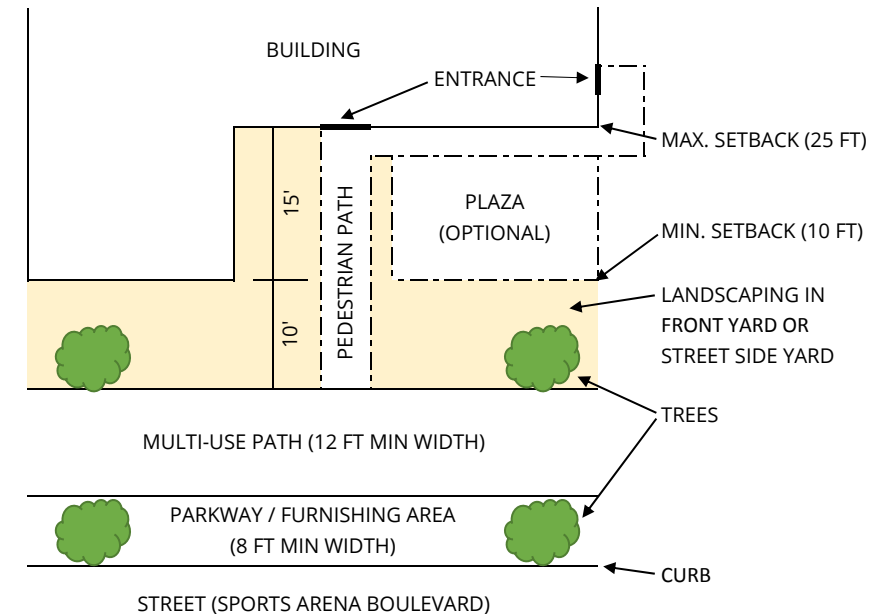 BUILDING
ENTRANCE
MAX. SETBACK (25 FT)
15'
PEDESTRIAN PATH
PLAZA
(OPTIONAL)
MIN. SETBACK (10 FT)
10'
LANDSCAPING IN
FRONT YARD OR
STREET SIDE YARD
TREES
MULTI-USE PATH (12 FT MIN WIDTH)
PARKWAY / FURNISHING AREA
(8 FT MIN WIDTH)
CURB
STREET (SPORTS ARENA BOULEVARD)